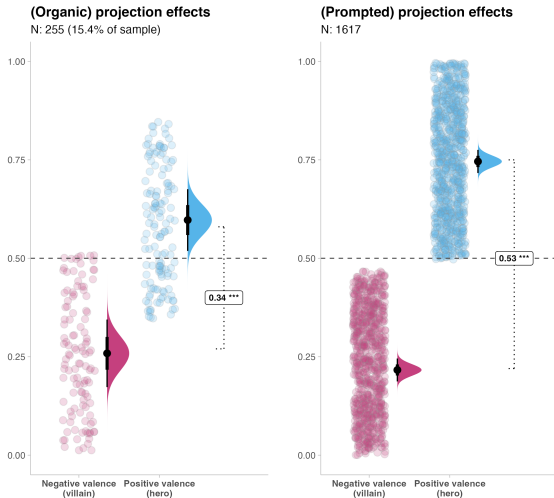 (Organic) projection effects
N: 255 (15.4% of sample)
1.00
0.75
0.50
0.25
0.00
0.34 ***
Negative valence
(villain)
Positive valence
(hero)
(Prompted) projection effects
N: 1617
1.00
0.75
0.50
0.25
0.00
0.53 ***
Negative valence
(villain)
Positive valence
(hero)